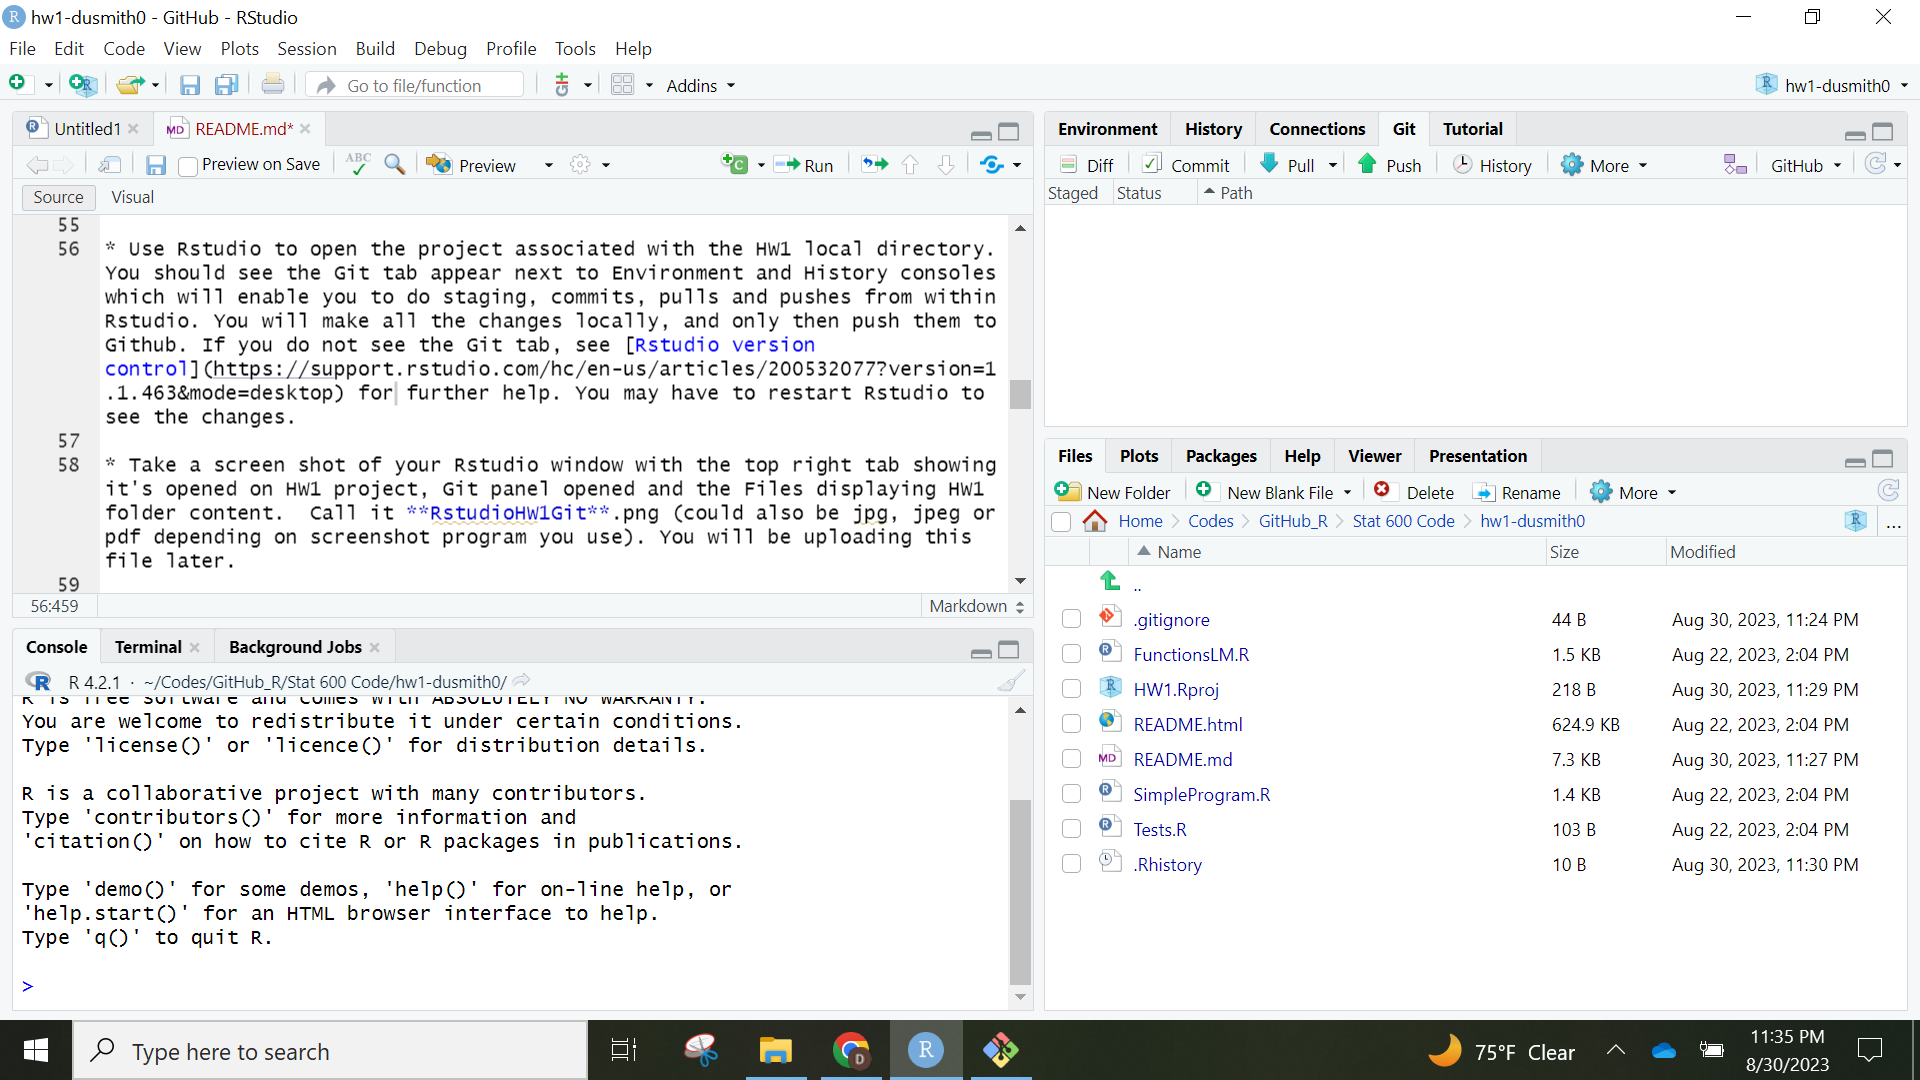 hw1-dusmith0 - GitHub - RStudio
File Edit Code View Plots Session Build Debug Profile Tools Help
Go to file/function Addins hw1-dusmith0
Untitled1 README.md*
Preview on Save ABC Preview Run
Source Visual
55
56 * Use Rstudio to open the project associated with the HW1 local directory.
You should see the Git tab appear next to Environment and History consoles
which will enable you to do staging, commits, pulls and pushes from within
Rstudio. You will make all the changes locally, and only then push them to
Github. If you do not see the Git tab, see [Rstudio version
control](https://support.rstudio.com/hc/en-us/articles/200532077?version=1
.1.463&mode=desktop) for further help. You may have to restart Rstudio to
see the changes.
57
58 * Take a screen shot of your Rstudio window with the top right tab showing
it's opened on HW1 project, Git panel opened and the Files displaying HW1
folder content.  Call it **RstudioHW1Git**.png (could also be jpg, jpeg or
pdf depending on screenshot program you use). You will be uploading this
file later.
59
56:459 Markdown
Console Terminal Background Jobs
R 4.2.1 · ~/Codes/GitHub_R/Stat 600 Code/hw1-dusmith0/
R is free software and comes with ABSOLUTELY NO WARRANTY.
You are welcome to redistribute it under certain conditions.
Type 'license()' or 'licence()' for distribution details.
R is a collaborative project with many contributors.
Type 'contributors()' for more information and
'citation()' on how to cite R or R packages in publications.
Type 'demo()' for some demos, 'help()' for on-line help, or
'help.start()' for an HTML browser interface to help.
Type 'q()' to quit R.
>
Environment History Connections Git Tutorial
Diff Commit Pull Push History More GitHub
Staged Status Path
Files Plots Packages Help Viewer Presentation
New Folder New Blank File Delete Rename More
Home Codes GitHub_R Stat 600 Code hw1-dusmith0 ...
Name Size Modified
..
.gitignore 44 B Aug 30, 2023, 11:24 PM
FunctionsLM.R 1.5 KB Aug 22, 2023, 2:04 PM
HW1.Rproj 218 B Aug 30, 2023, 11:29 PM
README.html 624.9 KB Aug 22, 2023, 2:04 PM
README.md 7.3 KB Aug 30, 2023, 11:27 PM
SimpleProgram.R 1.4 KB Aug 22, 2023, 2:04 PM
Tests.R 103 B Aug 22, 2023, 2:04 PM
.Rhistory 10 B Aug 30, 2023, 11:30 PM
Type here to search
75°F Clear
11:35 PM
8/30/2023